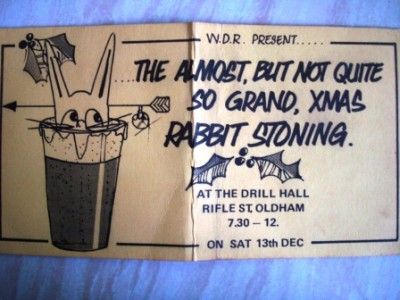 W.D.R. PRESENT.....
....THE ALMOST, BUT NOT QUITE
SO GRAND, XMAS
RABBIT STONING.
AT THE DRILL HALL
RIFLE ST, OLDHAM
7.30 – 12.
ON SAT 13th DEC